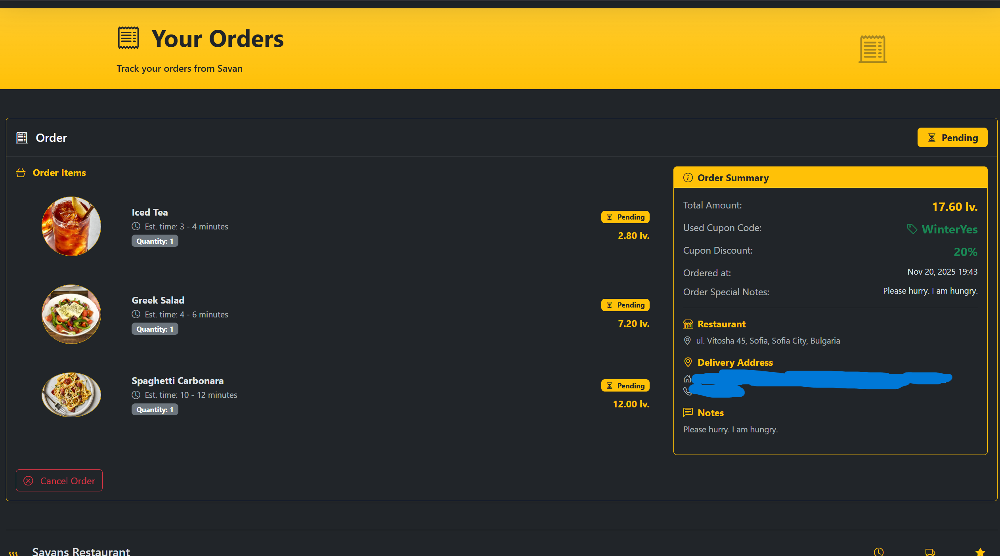 Your Orders
Track your orders from Savan
Order
Pending
Order Items
Iced Tea
Est. time: 3 - 4 minutes
Quantity: 1
Pending
2.80 lv.
Greek Salad
Est. time: 4 - 6 minutes
Quantity: 1
Pending
7.20 lv.
Spaghetti Carbonara
Est. time: 10 - 12 minutes
Quantity: 1
Pending
12.00 lv.
Cancel Order
Order Summary
Total Amount: 17.60 lv.
Used Cupon Code: WinterYes
Cupon Discount: 20%
Ordered at: Nov 20, 2025 19:43
Order Special Notes: Please hurry. I am hungry.
Restaurant
ul. Vitosha 45, Sofia, Sofia City, Bulgaria
Delivery Address
Notes
Please hurry. I am hungry.
Savans Restaurant